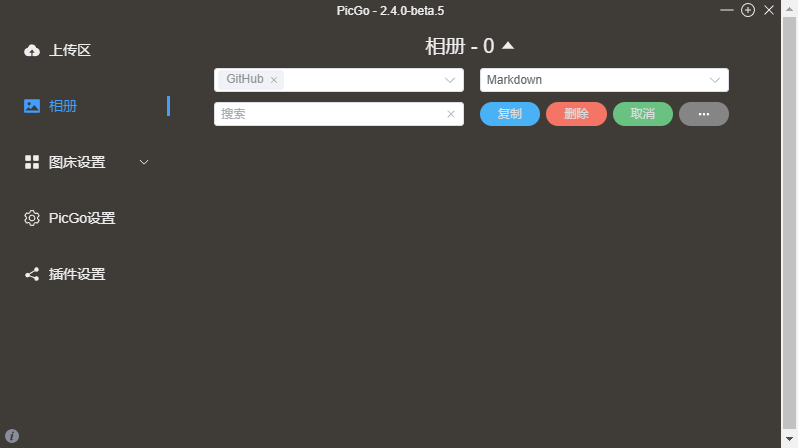 PicGo - 2.4.0-beta.5
上传区
相册
图床设置
PicGo设置
插件设置
相册 - 0
GitHub
Markdown
搜索
复制
删除
取消
...